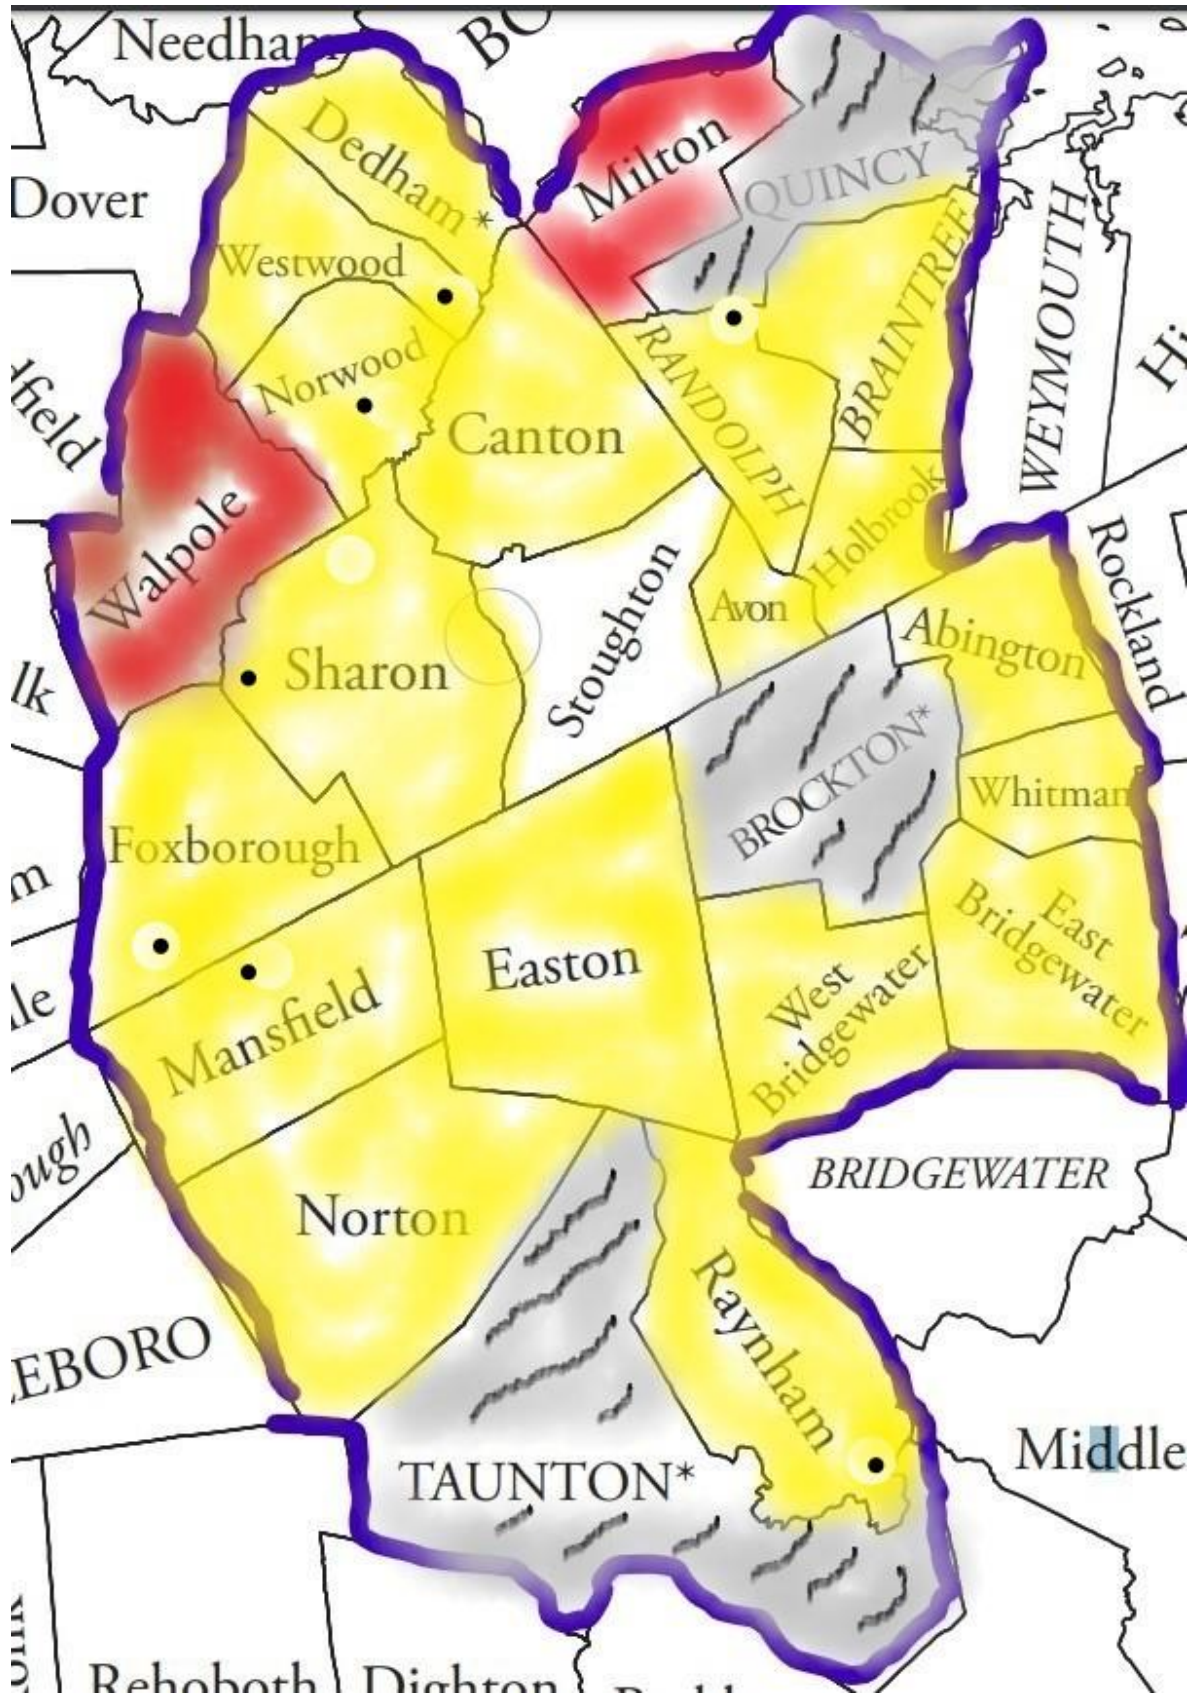 Needham
BO
Dover
Dedham*
Milton
QUINCY
Westwood
WEYMOUTH
BRAINTREE
Hi
Norwood
RANDOLPH
dfield
Canton
Holbrook
Walpole
Avon
Rockland
Abington
Stoughton
Sharon
lk
BROCKTON*
Whitman
Foxborough
m
East
Bridgewater
Easton
West
Bridgewater
le
Mansfield
ough
BRIDGEWATER
Norton
Raynham
EBORO
Middle
TAUNTON*
Rehoboth
Dighton